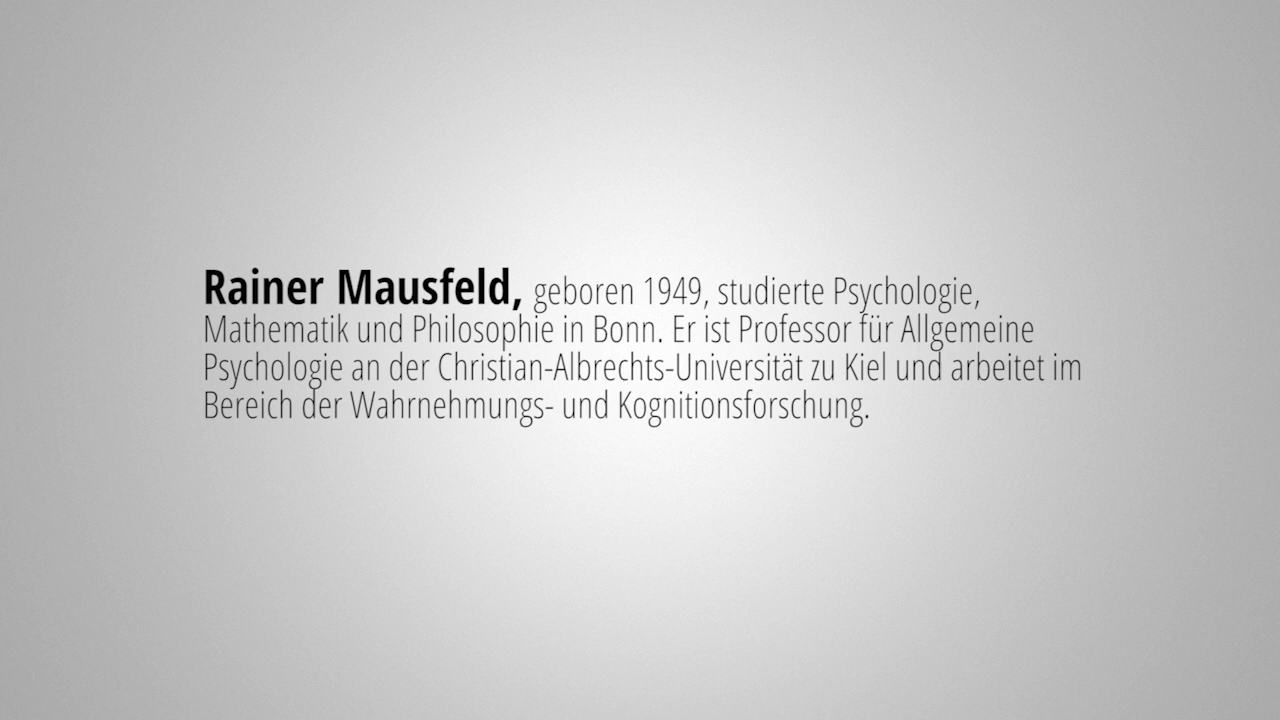 Rainer Mausfeld, geboren 1949, studierte Psychologie,
Mathematik und Philosophie in Bonn. Er ist Professor für Allgemeine
Psychologie an der Christian-Albrechts-Universität zu Kiel und arbeitet im
Bereich der Wahrnehmungs- und Kognitionsforschung.